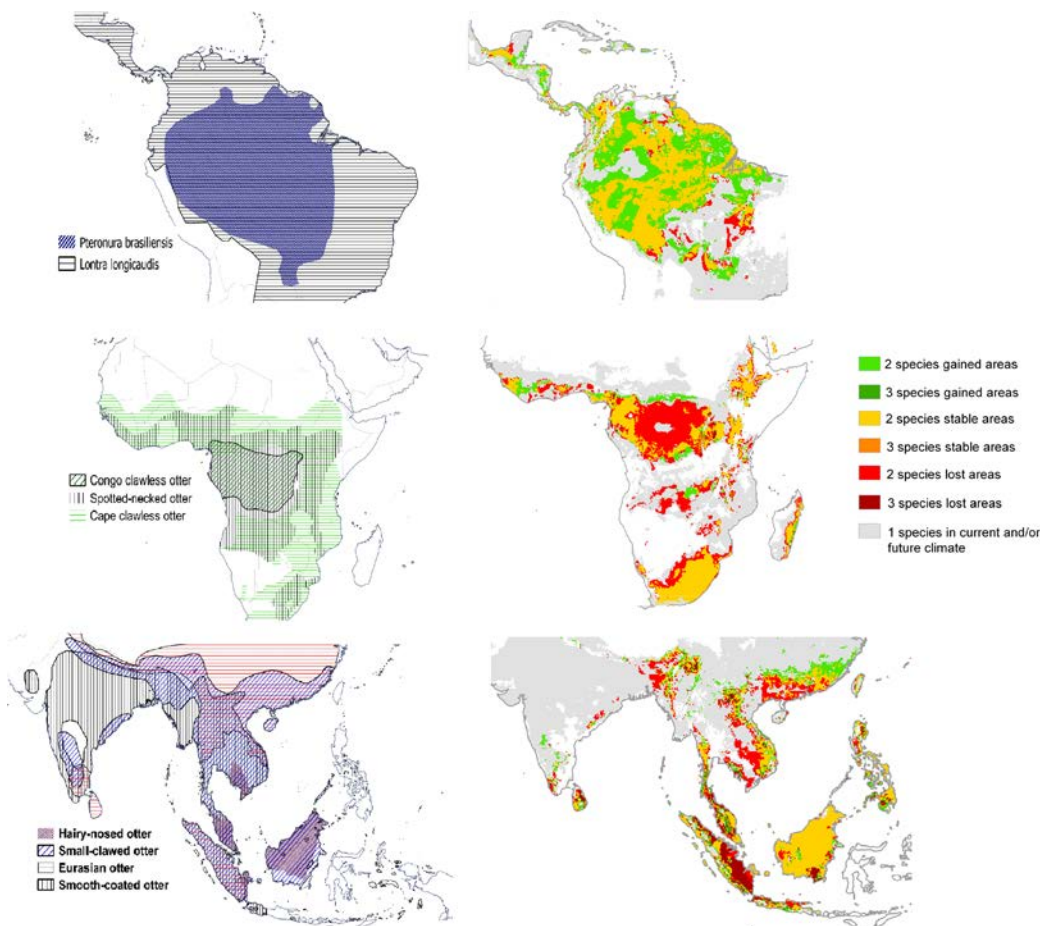 Pteronura brasiliensis
Lontra longicaudis
2 species gained areas
3 species gained areas
2 species stable areas
3 species stable areas
2 species lost areas
3 species lost areas
1 species in current and/or
future climate
Congo clawless otter
Spotted-necked otter
Cape clawless otter
Hairy-nosed otter
Small-clawed otter
Eurasian otter
Smooth-coated otter